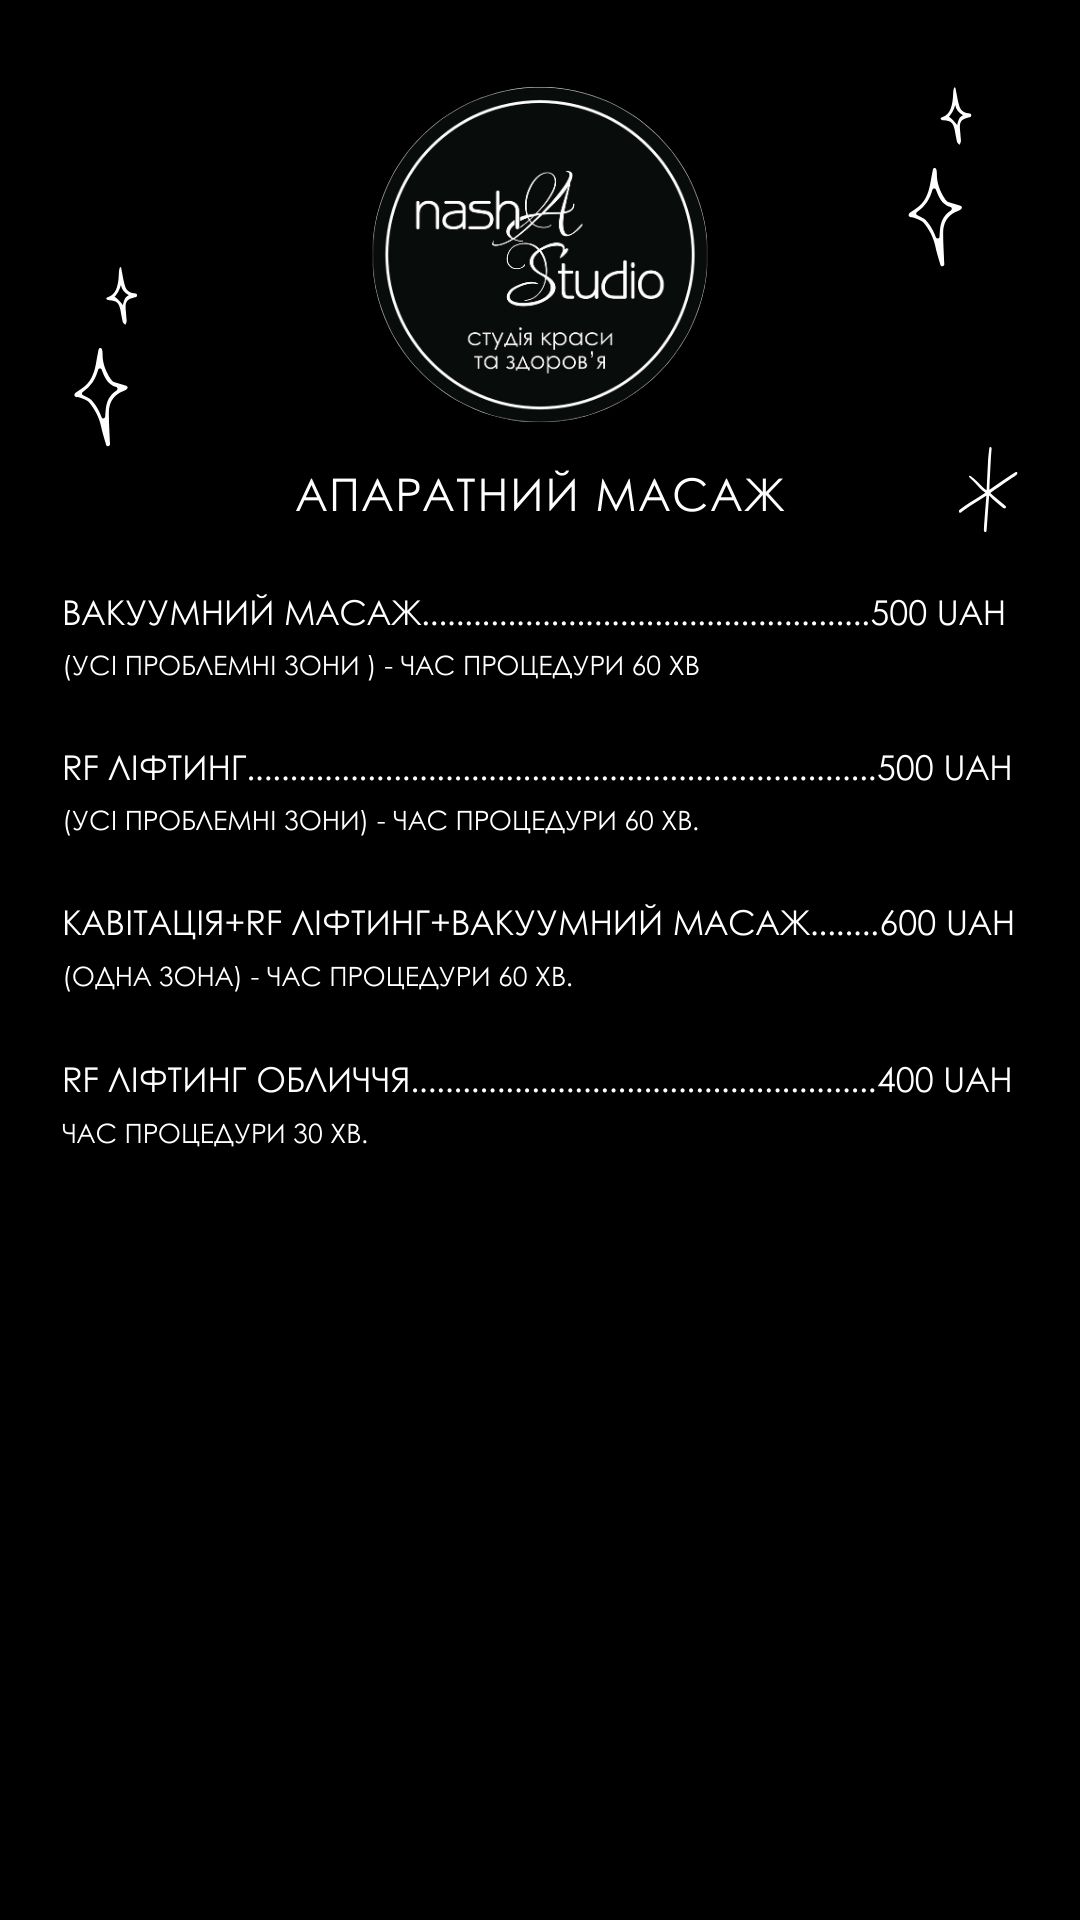 nashA
Studio
студія краси
та здоров'я
АПАРАТНИЙ МАСАЖ
ВАКУУМНИЙ МАСАЖ....................................................500 UAH
(УСІ ПРОБЛЕМНІ ЗОНИ ) - ЧАС ПРОЦЕДУРИ 60 ХВ
RF ЛІФТИНГ.........................................................................500 UAH
(УСІ ПРОБЛЕМНІ ЗОНИ) - ЧАС ПРОЦЕДУРИ 60 ХВ.
КАВІТАЦІЯ+RF ЛІФТИНГ+ВАКУУМНИЙ МАСАЖ........600 UAH
(ОДНА ЗОНА) - ЧАС ПРОЦЕДУРИ 60 ХВ.
RF ЛІФТИНГ ОБЛИЧЧЯ......................................................400 UAH
ЧАС ПРОЦЕДУРИ 30 ХВ.